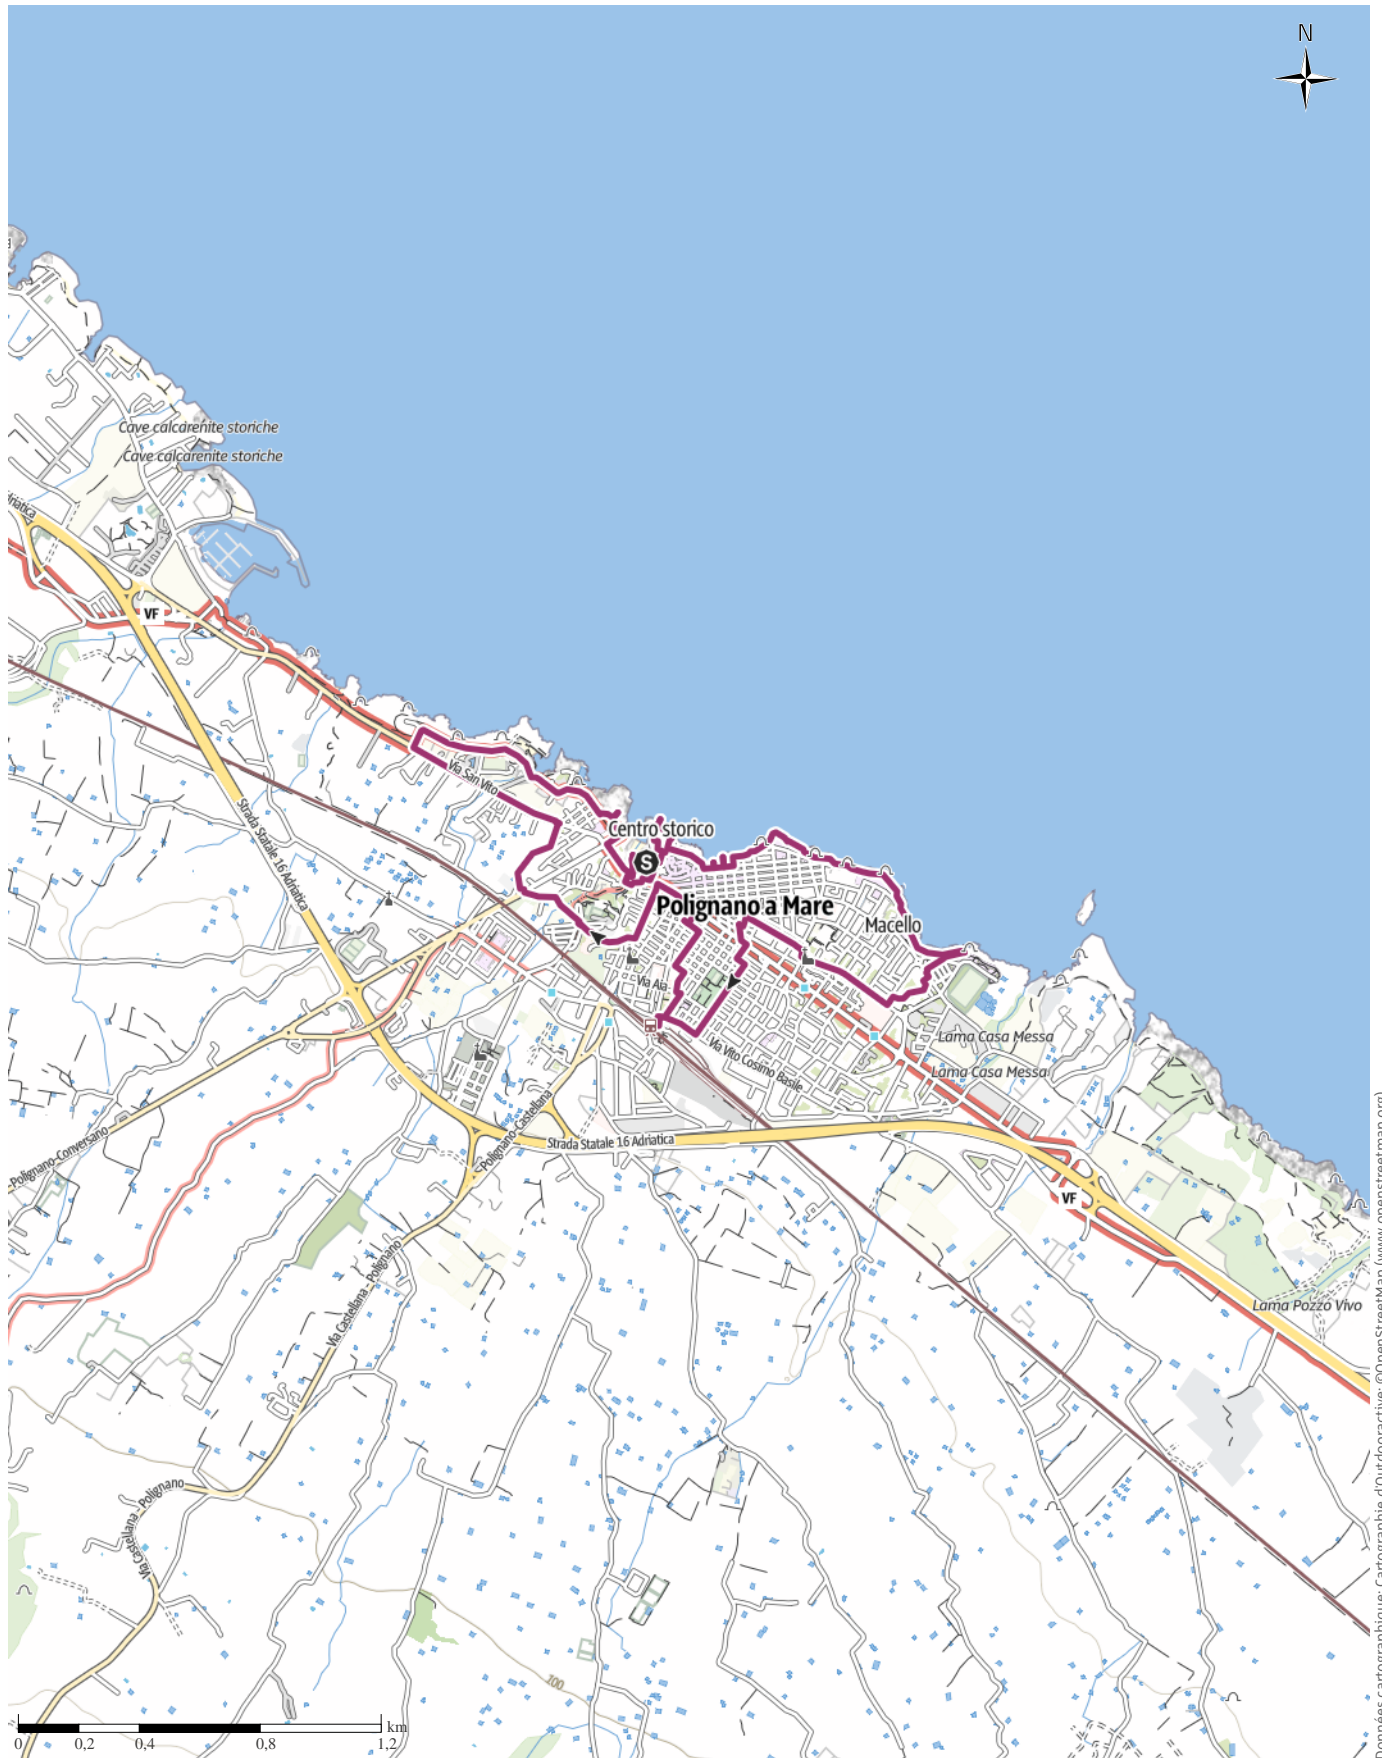 N
Cave calcarenite storiche
Cave calcarenite storiche
VF
Via San Vito
Strada Statale 16 Adriatica
Centro storico
S
Polignano a Mare
Macello
Via Aia
Via Vito Cosimo Basile
Lama Casa Messa
Lama Casa Messa
Polignano-Castellana
Strada Statale 16 Adriatica
Polignano-Conversano
VF
Via Castellana - Polignano
Lama Pozzo Vivo
Via Castellana - Polignano
100
km
0 0,2 0,4 0,8 1,2
Données cartographique: Cartographie d'Outdooractive; ©OpenStreetMap (www.openstreetmap.org)